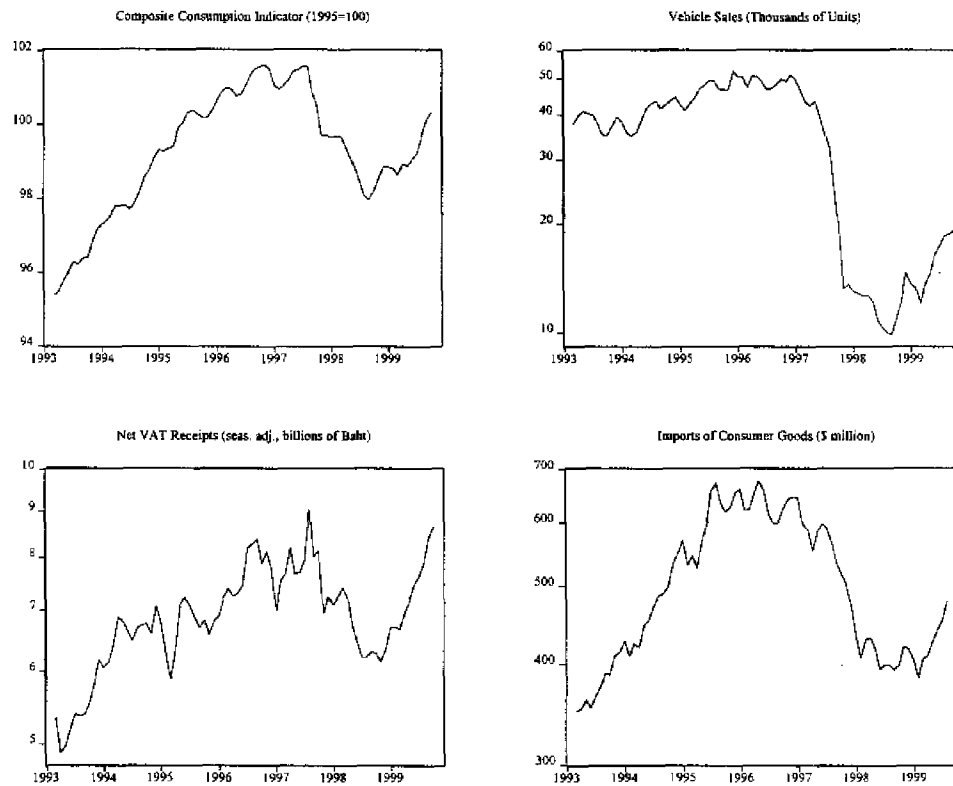 Composite Consumption Indicator (1995=100)
102
100
98
96
94
1993 1994 1995 1996 1997 1998 1999
Vehicle Sales (Thousands of Units)
60
50
40
30
20
10
1993 1994 1995 1996 1997 1998 1999
Net VAT Receipts (seas. adj., billions of Baht)
10
9
8
7
6
5
1993 1994 1995 1996 1997 1998 1999
Imports of Consumer Goods ($ million)
700
600
500
400
300
1993 1994 1995 1996 1997 1998 1999